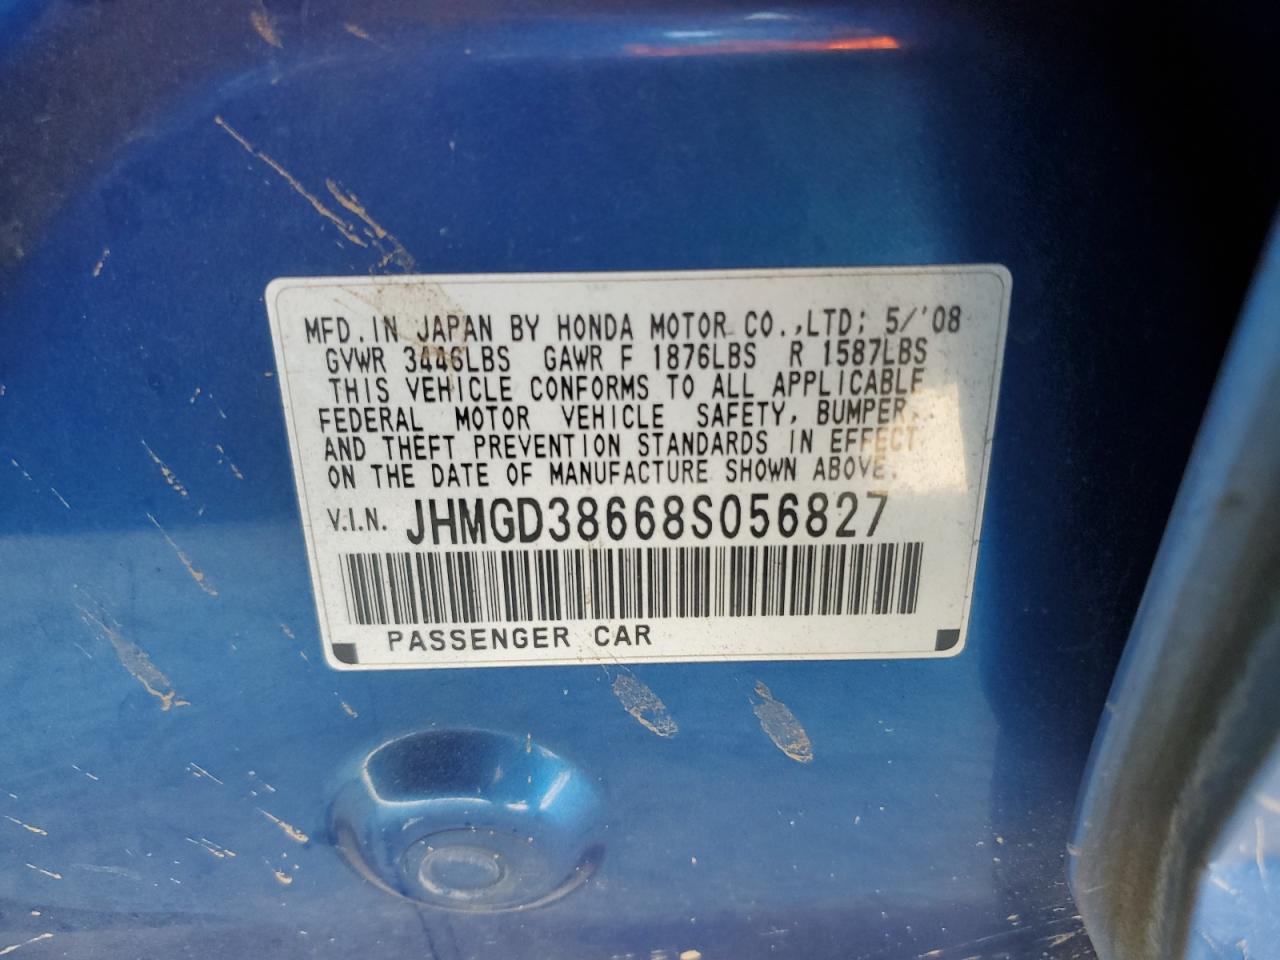 MFD. IN JAPAN BY HONDA MOTOR CO.,LTD; 5/'08
GVWR 3446LBS GAWR F 1876LBS R 1587LBS
THIS VEHICLE CONFORMS TO ALL APPLICABLE
FEDERAL MOTOR VEHICLE SAFETY, BUMPER,
AND THEFT PREVENTION STANDARDS IN EFFECT
ON THE DATE OF MANUFACTURE SHOWN ABOVE.
V.I.N. JHMGD38668S056827
PASSENGER CAR